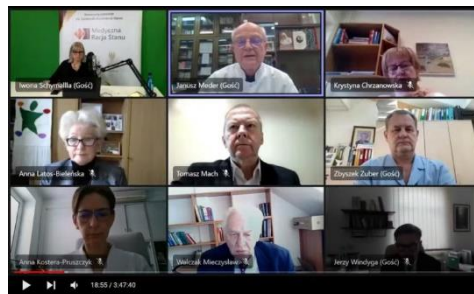 Medyczna
Racja Stanu
Iwona Schymalla (Gość)
Janusz Meder (Gość)
Krystyna Chrzanowska
Anna Latos-Bieleńska
Tomasz Mach
Zbyszek Zuber (Gość)
Anna Kostera-Pruszczyk
Walczak Mieczysław
Jerzy Windyga (Gość)
18:55 / 3:47:40